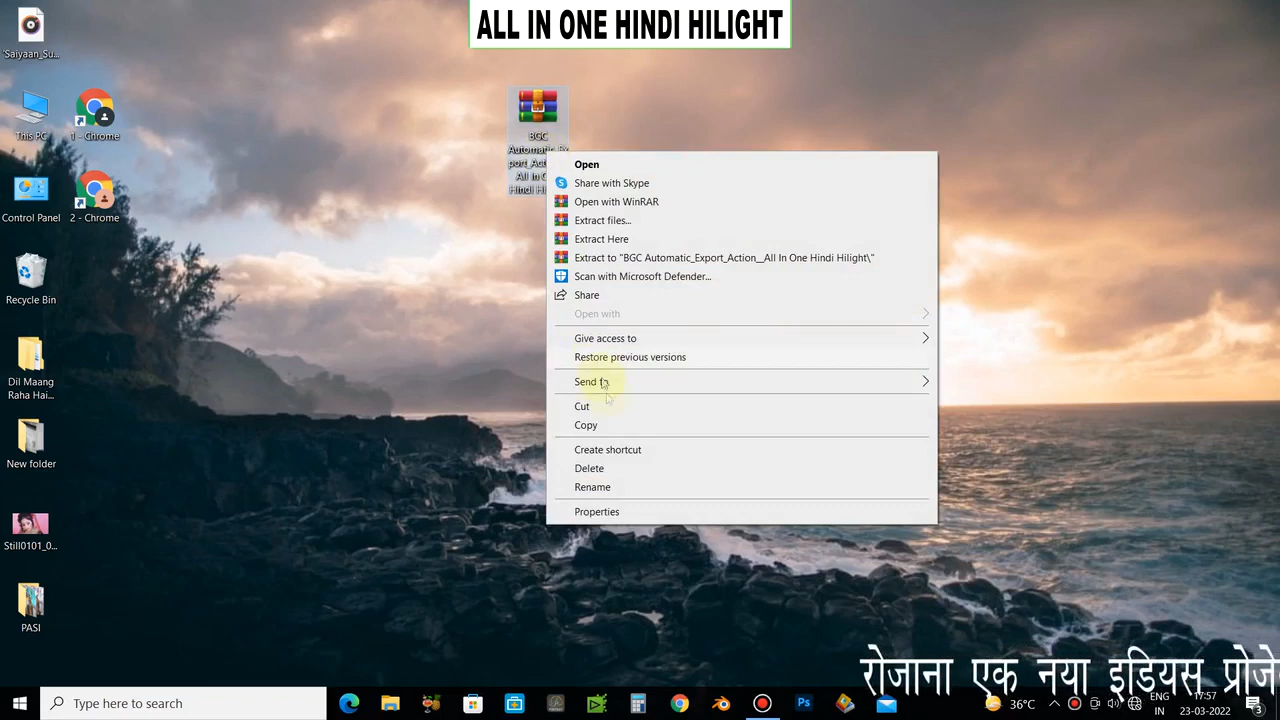 ALL IN ONE HINDI HILIGHT
'Saiyaan_Su...
This PC
1 - Chrome
Control Panel
2 - Chrome
Recycle Bin
Dil Maang
Raha Hai...
New folder
Still0101_0...
PASI
BGC
Open
Share with Skype
Open with WinRAR
Extract files...
Extract Here
Extract to "BGC Automatic_Export_Action__All In One Hindi Hilight\"
Scan with Microsoft Defender...
Share
Open with
Give access to
Restore previous versions
Send to
Cut
Copy
Create shortcut
Delete
Rename
Properties
रोजाना एक नया इडियस प्रोजे
Type here to search
Ps
36°C
ENG
IN
17:57
23-03-2022
3